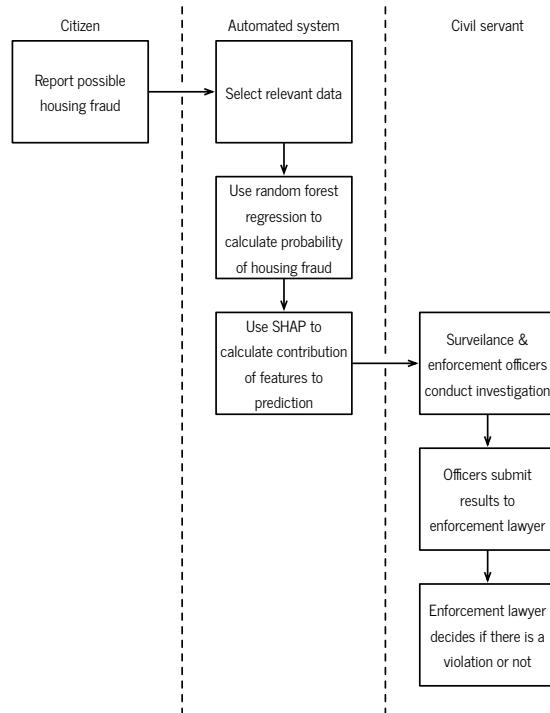 Citizen
Automated system
Civil servant
Report possible
housing fraud
Select relevant data
Use random forest
regression to
calculate probability
of housing fraud
Use SHAP to
calculate contribution
of features to
prediction
Surveilance &
enforcement officers
conduct investigation
Officers submit
results to
enforcement lawyer
Enforcement lawyer
decides if there is a
violation or not